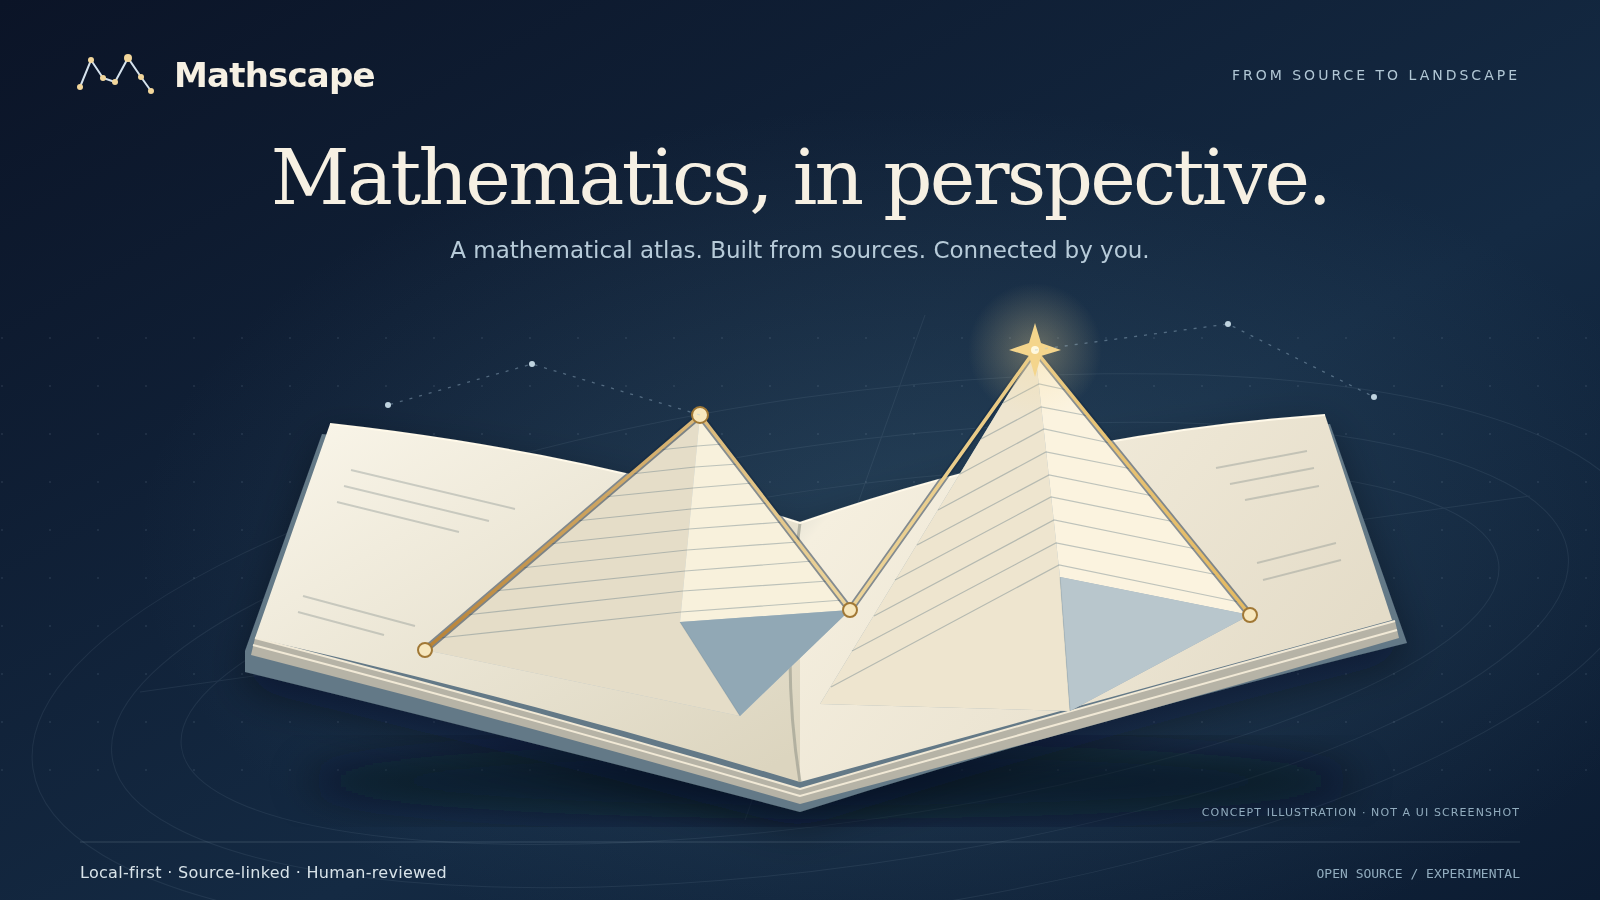 Mathscape
FROM SOURCE TO LANDSCAPE
Mathematics, in perspective.
A mathematical atlas. Built from sources. Connected by you.
CONCEPT ILLUSTRATION · NOT A UI SCREENSHOT
Local-first · Source-linked · Human-reviewed
OPEN SOURCE / EXPERIMENTAL